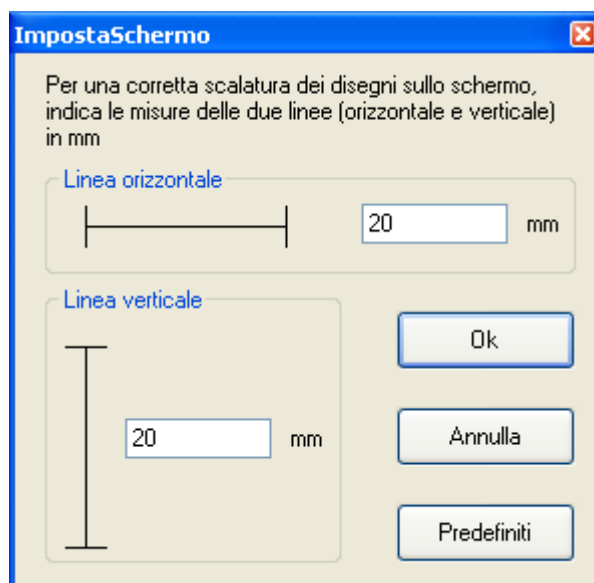 ImpostaSchermo
Per una corretta scalatura dei disegni sullo schermo,
indica le misure delle due linee (orizzontale e verticale)
in mm
Linea orizzontale
20 mm
Linea verticale
20 mm
Ok
Annulla
Predefiniti